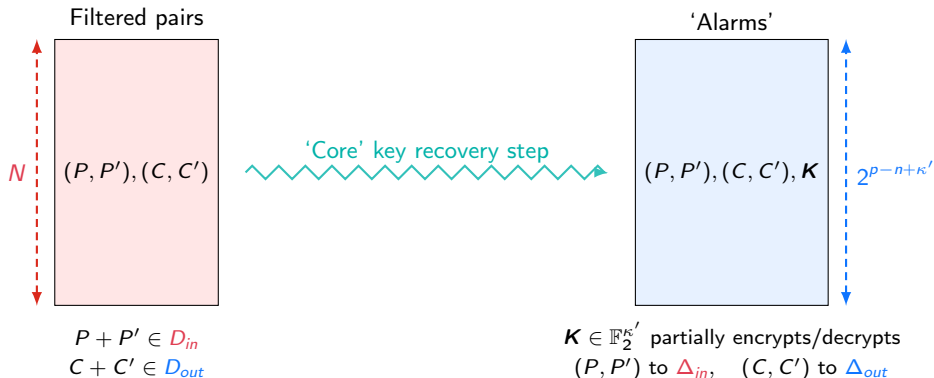 Filtered pairs
'Alarms'
N
(P, P′), (C, C′)
'Core' key recovery step
(P, P′), (C, C′), K
2^{p−n+κ′}
P + P′ ∈ D_{in}
C + C′ ∈ D_{out}
K ∈ 𝔽_2^{κ′} partially encrypts/decrypts
(P, P′) to Δ_{in}, (C, C′) to Δ_{out}